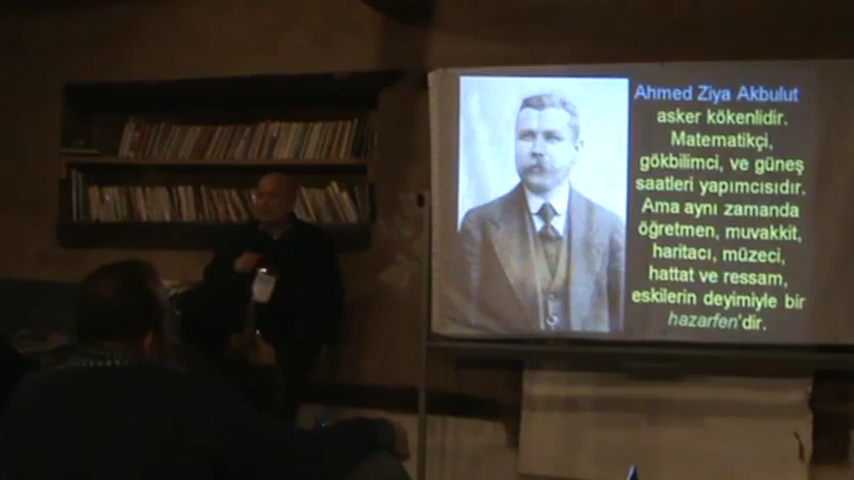 Ahmed Ziya Akbulut
asker kökenlidir.
Matematikçi,
gökbilimci, ve güneş
saatleri yapımcısıdır.
Ama aynı zamanda
öğretmen, muvakkit,
haritacı, müzeci,
hattat ve ressam,
eskilerin deyimiyle bir
hazarfen'dir.